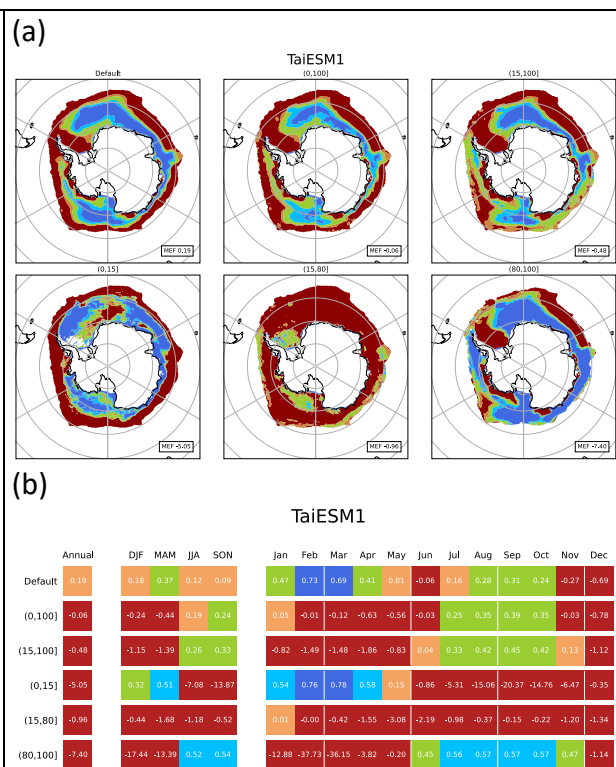 (a)
TaiESM1
Default (0,100] (15,100]
MEF 0.19 MEF -0.06 MEF -0.48
(0,15] (15,80] (80,100]
MEF -5.05 MEF -0.96 MEF -7.40
(b)
TaiESM1
Annual DJF MAM JJA SON Jan Feb Mar Apr May Jun Jul Aug Sep Oct Nov Dec
Default 0.19 0.18 0.37 0.12 0.09 0.47 0.73 0.69 0.41 0.01 -0.06 0.16 0.28 0.31 0.24 -0.27 -0.69
(0,100] -0.06 -0.24 -0.44 0.19 0.24 0.05 -0.01 -0.12 -0.63 -0.56 -0.03 0.25 0.35 0.39 0.35 -0.03 -0.78
(15,100] -0.48 -1.15 -1.39 0.26 0.33 -0.82 -1.49 -1.48 -1.86 -0.83 0.04 0.33 0.42 0.45 0.42 0.13 -1.12
(0,15] -5.05 0.32 0.51 -7.08 -13.87 0.54 0.76 0.78 0.58 0.15 -0.86 -5.31 -15.06 -20.37 -14.76 -6.47 -0.35
(15,80] -0.96 -0.44 -1.68 -1.18 -0.52 0.01 -0.00 -0.42 -1.55 -3.08 -2.19 -0.98 -0.37 -0.15 -0.22 -1.20 -1.34
(80,100] -7.40 -17.44 -13.39 0.52 0.54 -12.88 -37.73 -36.15 -3.82 -0.20 0.45 0.56 0.57 0.57 0.57 0.47 -1.14